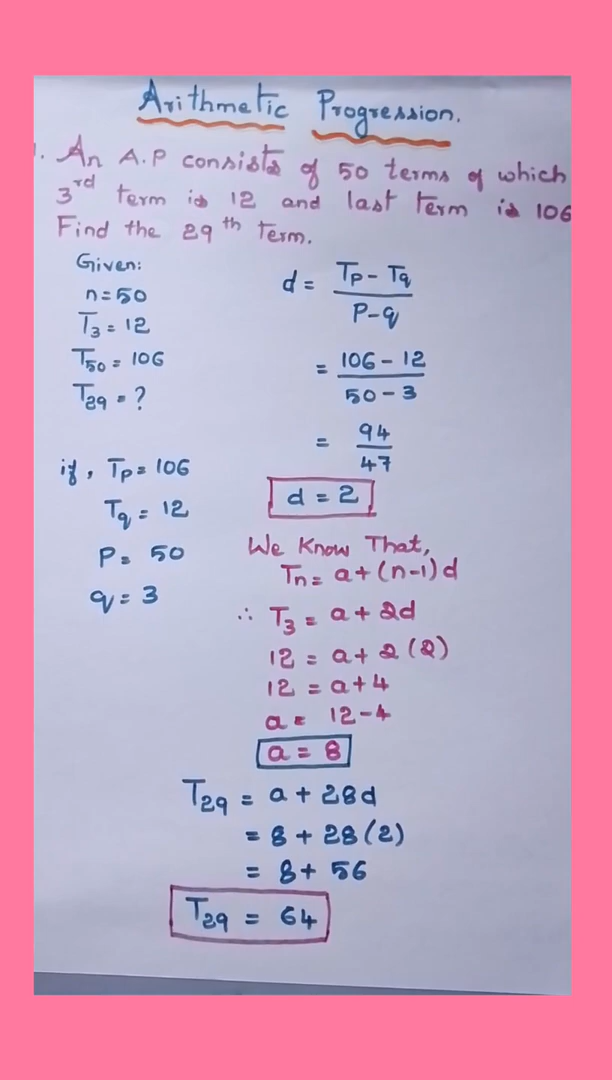 Arithmetic Progression.
1. An A.P consists of 50 terms of which
3rd term is 12 and last term is 106
Find the 29th term.
Given:
n=50
T3 = 12
T50 = 106
T29 = ?
if, Tp = 106
Tq = 12
P = 50
q = 3
d = Tp - Tq / P-q
= 106 - 12 / 50 - 3
= 94 / 47
d = 2
We Know That,
Tn = a+(n-1)d
∴ T3 = a + 2d
12 = a+ 2(2)
12 = a+4
a = 12-4
a = 8
T29 = a + 28d
= 8 + 28(2)
= 8+ 56
T29 = 64